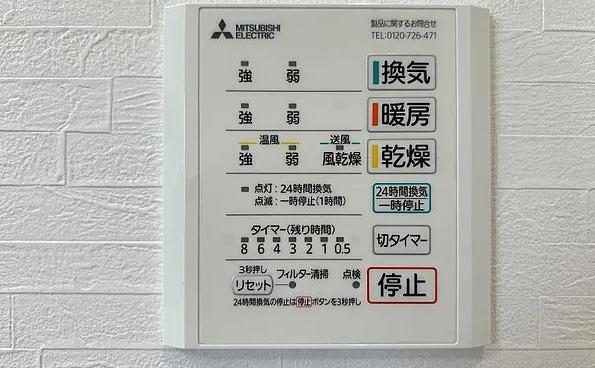 MITSUBISHI
ELECTRIC
製品に関するお問合せ
TEL:0120-726-471
強 弱 換気
強 弱 暖房
温風 送風
強 弱 風乾燥 乾燥
点灯:24時間換気
点滅:一時停止(1時間)
24時間換気
一時停止
タイマー(残り時間)
8 6 4 3 2 1 0.5
切タイマー
3秒押し
リセット フィルター清掃 点検
停止
24時間換気の停止は停止ボタンを3秒押し